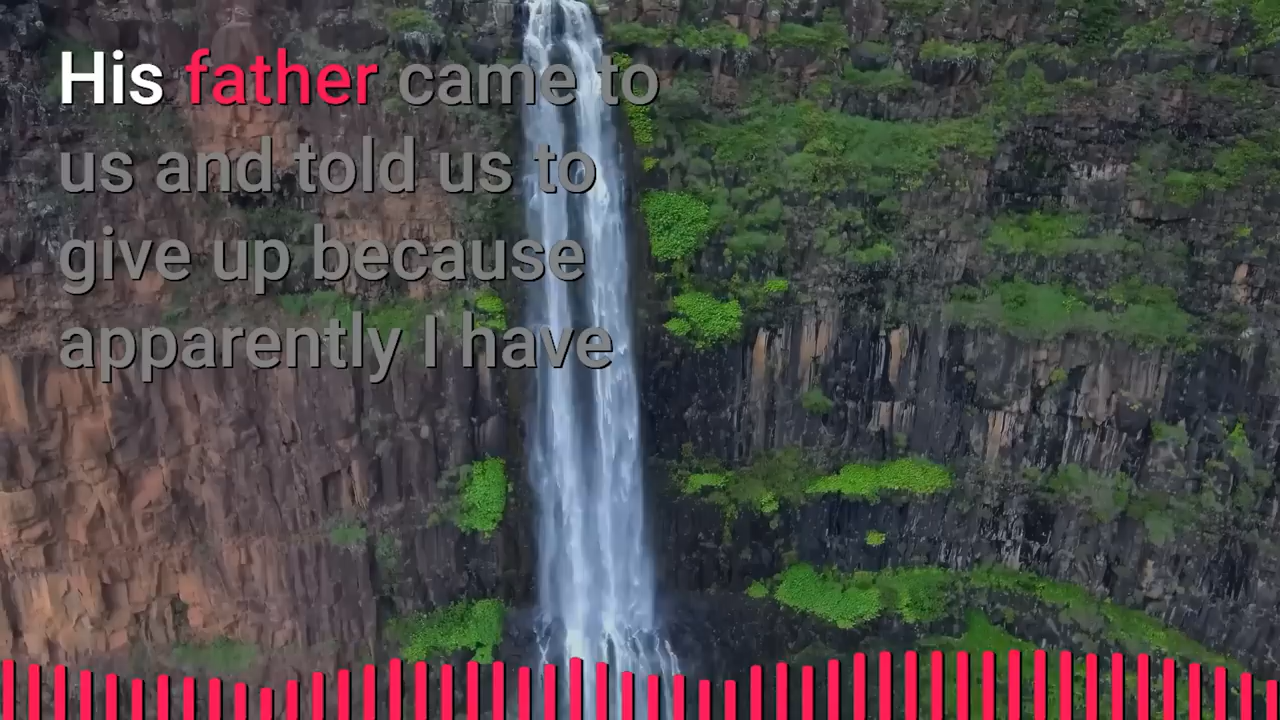 His father came to
us and told us to
give up because
apparently I have